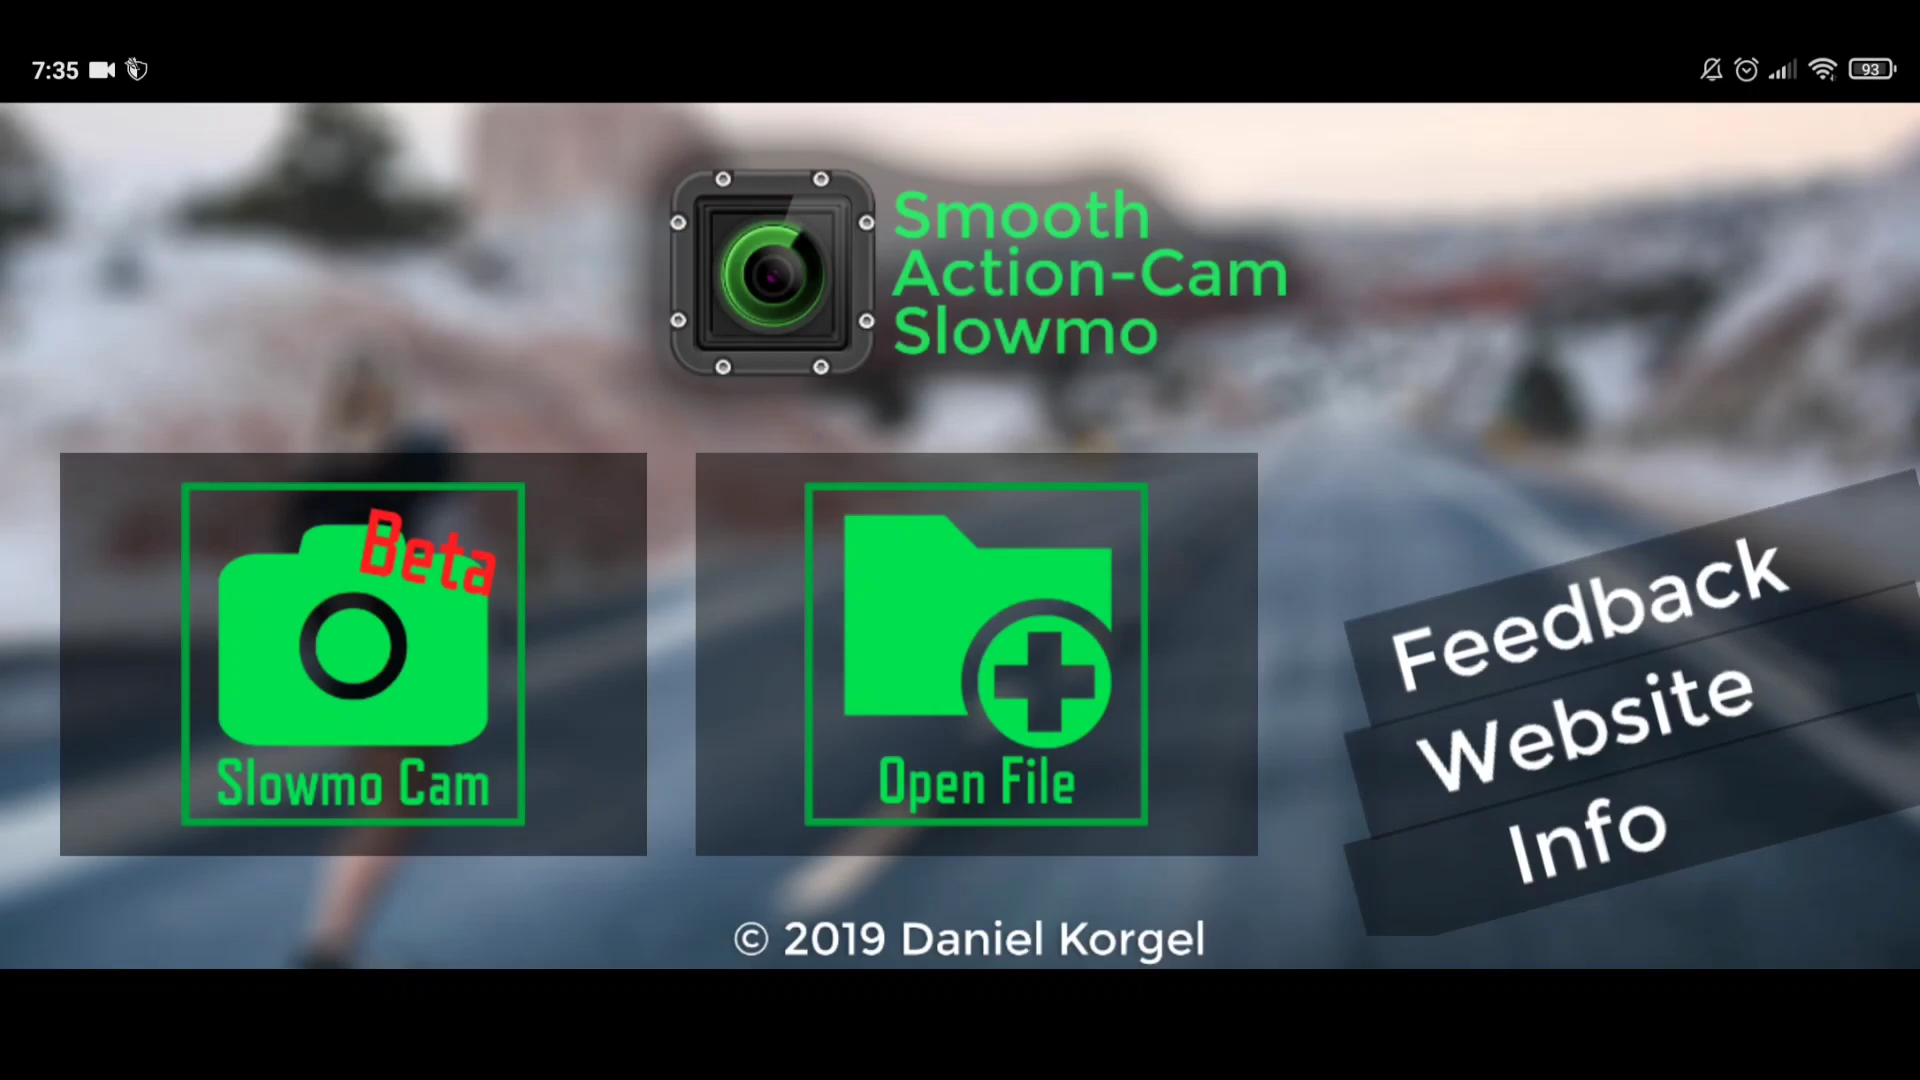 7:35
93
Smooth
Action-Cam
Slowmo
Beta
Slowmo Cam
Open File
Feedback
Website
Info
© 2019 Daniel Korgel